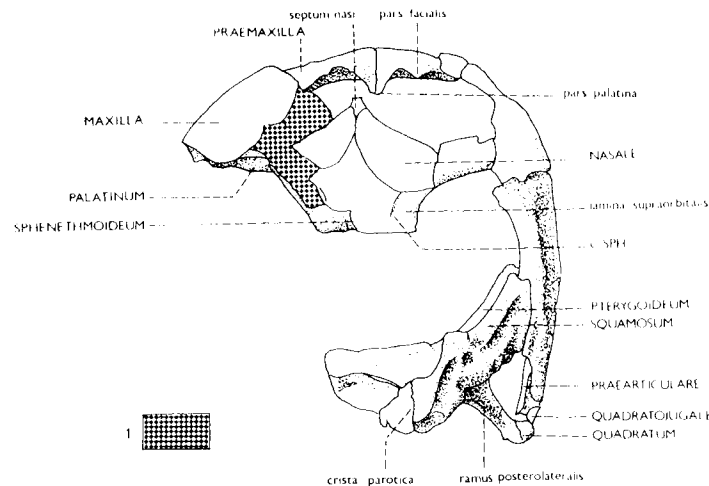 septum nasi pars facialis
PRAEMAXILLA
pars palatina
MAXILLA
NASALE
PALATINUM
lamina supraorbitalis
SPHENETHMOIDEUM
PTERYGOIDEUM
SQUAMOSUM
PRAEARTICULARE
QUADRATOJUGALE
1
QUADRATUM
crista parotica ramus posterolateralis